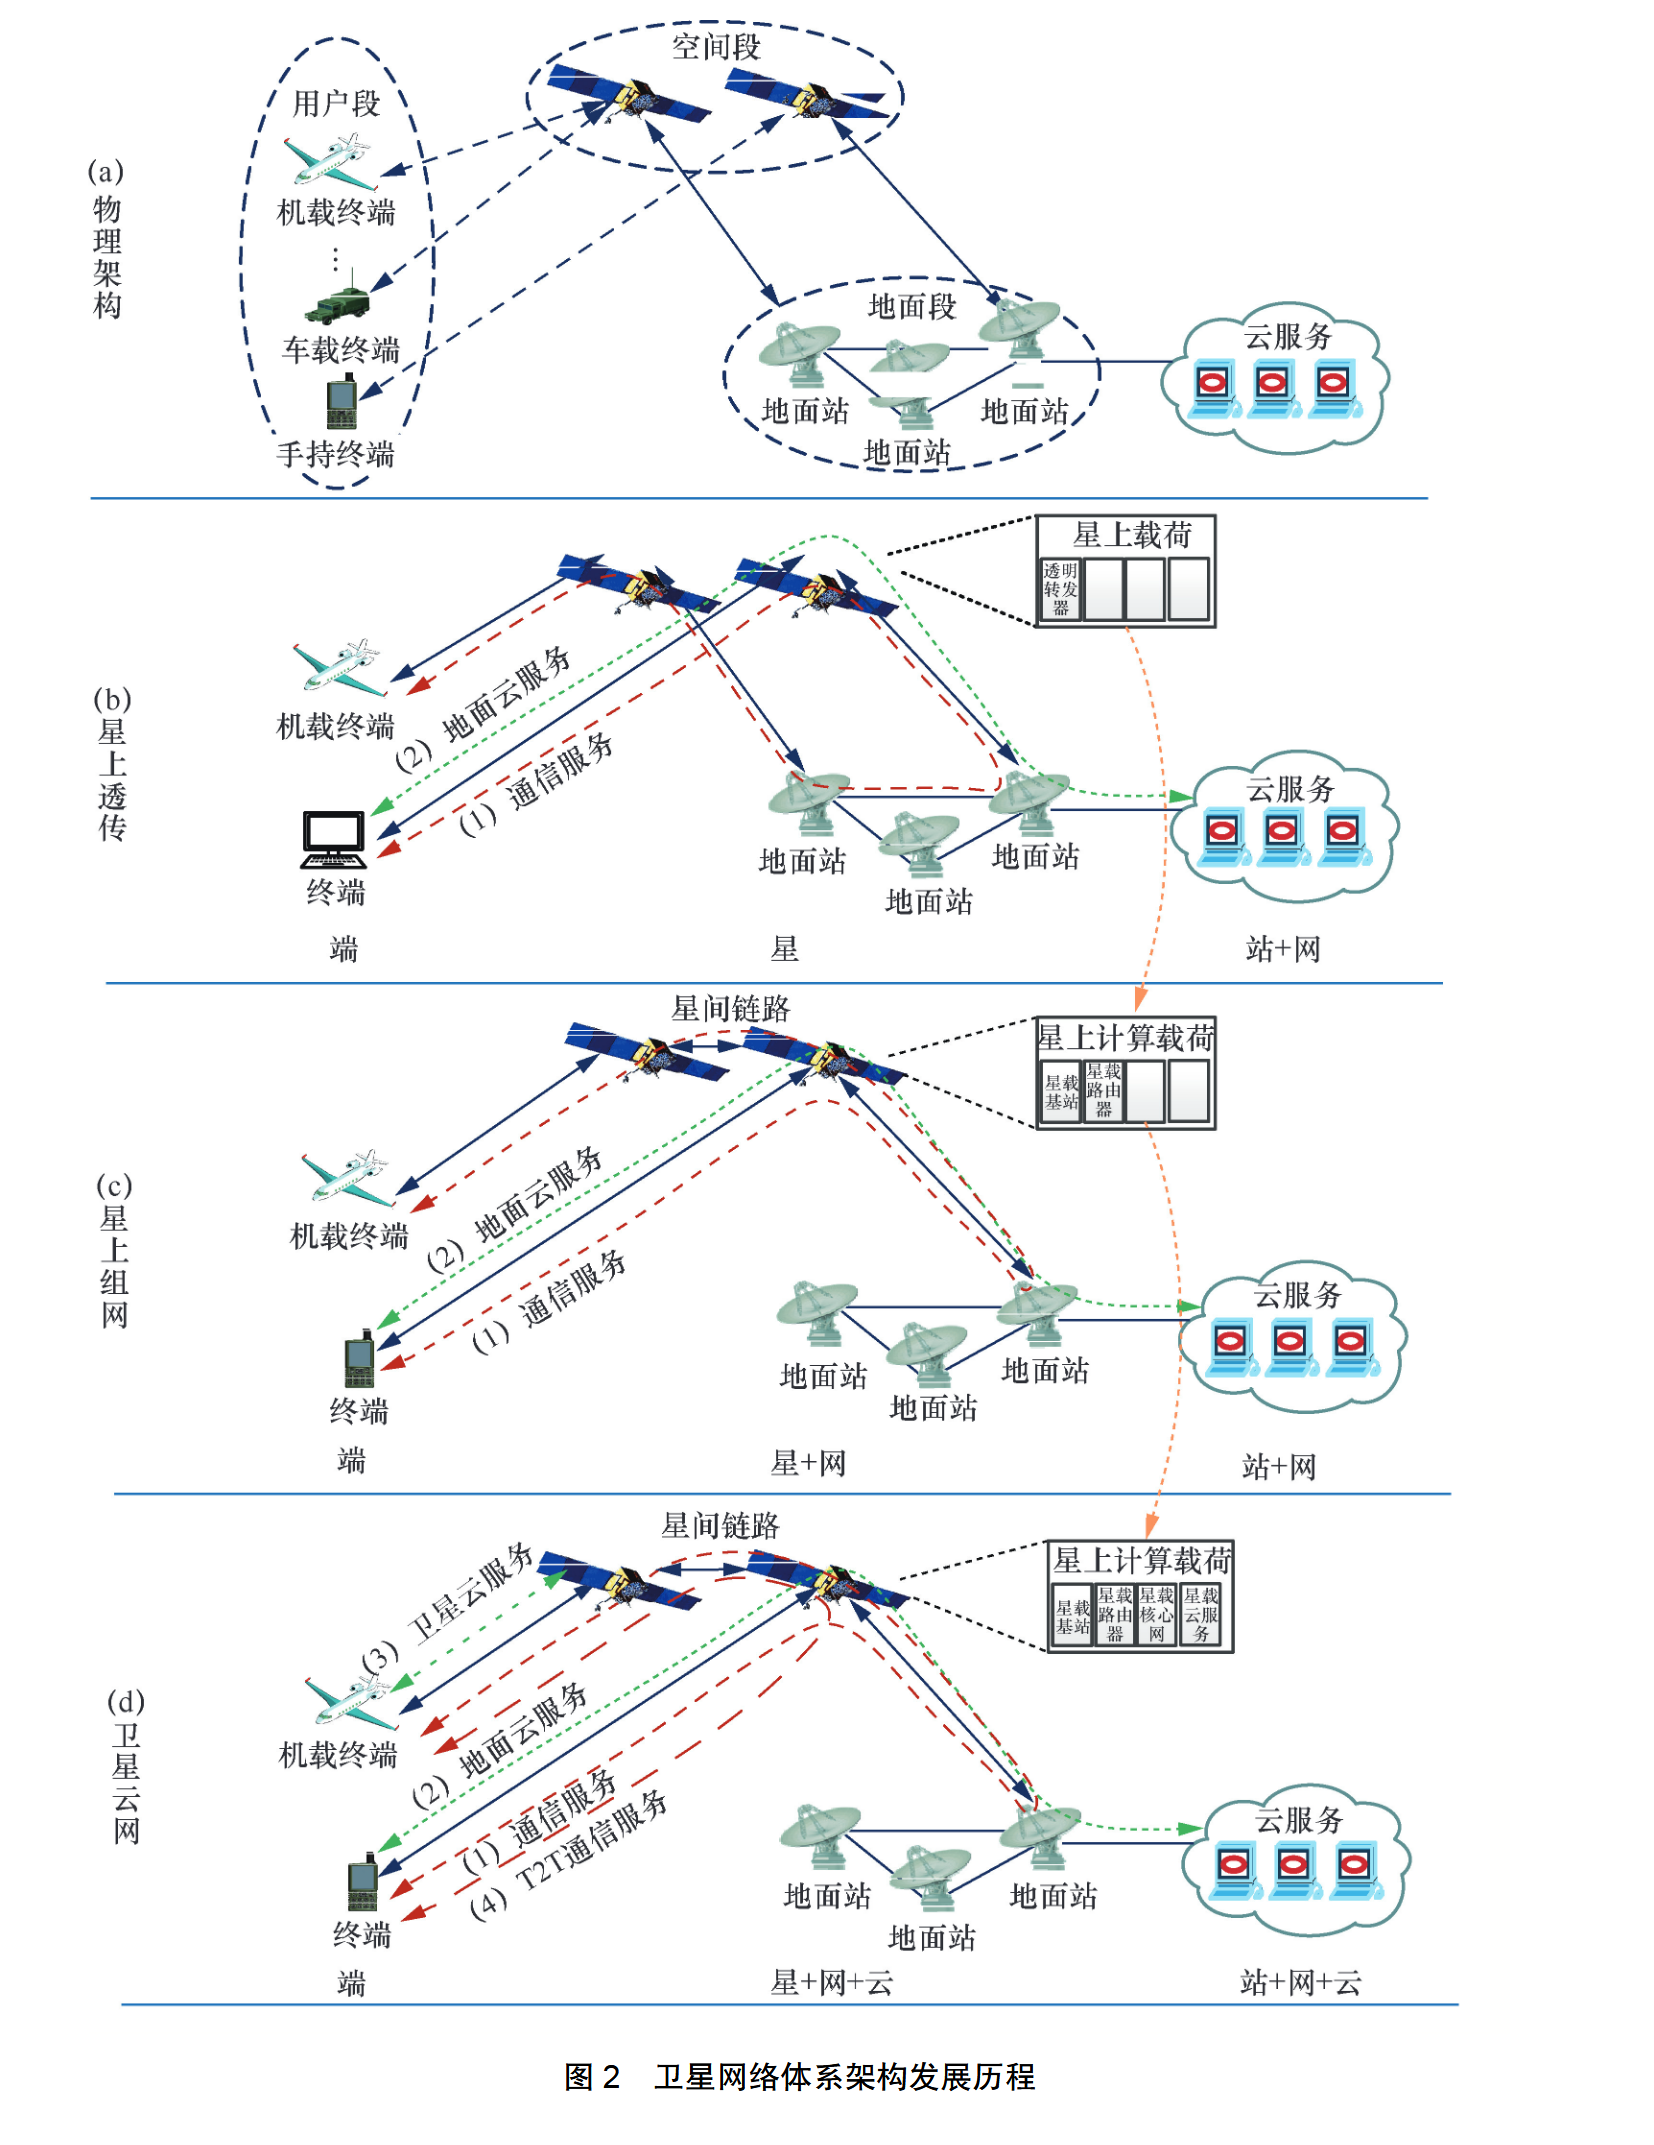 空间段
用户段
(a)
物理架构
机载终端
⋮
车载终端
手持终端
地面段
地面站
地面站
地面站
云服务
星上载荷
透明
转发
器
(b)
星上透传
机载终端
(2) 地面云服务
(1) 通信服务
终端
地面站
地面站
地面站
云服务
端
星
站+网
星间链路
星上计算载荷
星载
基站
星载
路由
器
(c)
星上组网
机载终端
(2) 地面云服务
(1) 通信服务
终端
地面站
地面站
地面站
云服务
端
星+网
站+网
星间链路
星上计算载荷
星载
基站
星载
路由
器
星载
核心
网
星载
云服
务
(3) 卫星云服务
(d)
卫星云网
机载终端
(2) 地面云服务
(1) 通信服务
(4) T2T通信服务
终端
地面站
地面站
地面站
云服务
端
星+网+云
站+网+云
图 2 卫星网络体系架构发展历程